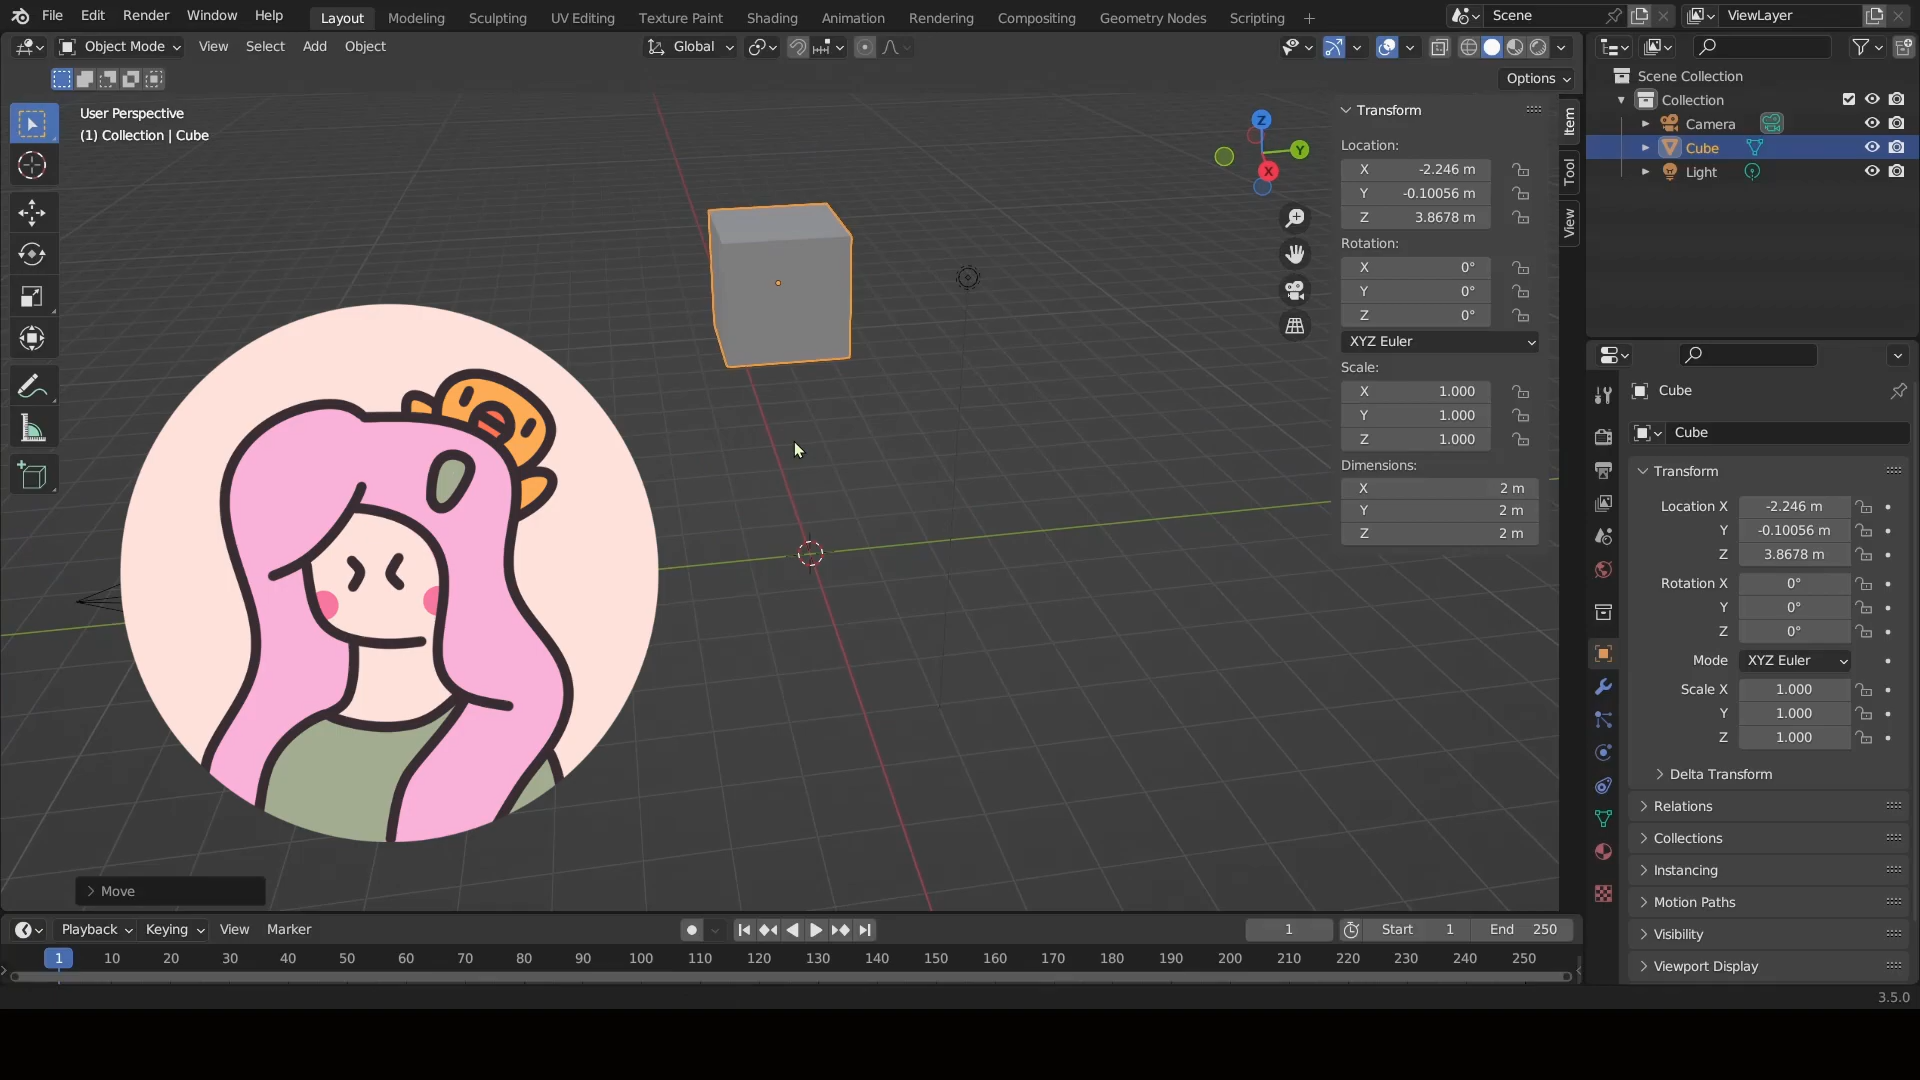 File Edit Render Window Help
Layout Modeling Sculpting UV Editing Texture Paint Shading Animation Rendering Compositing Geometry Nodes Scripting +
Scene
ViewLayer
Object Mode View Select Add Object
Global
Options
User Perspective
(1) Collection | Cube
Z
Y
X
Transform
Location:
X -2.246 m
Y -0.10056 m
Z 3.8678 m
Rotation:
X 0°
Y 0°
Z 0°
XYZ Euler
Scale:
X 1.000
Y 1.000
Z 1.000
Dimensions:
X 2 m
Y 2 m
Z 2 m
Item
Tool
View
Scene Collection
Collection
Camera
Cube
Light
Cube
Cube
Transform
Location X -2.246 m
Y -0.10056 m
Z 3.8678 m
Rotation X 0°
Y 0°
Z 0°
Mode XYZ Euler
Scale X 1.000
Y 1.000
Z 1.000
Delta Transform
Relations
Collections
Instancing
Motion Paths
Visibility
Viewport Display
Move
Playback Keying View Marker
1 Start 1 End 250
1 10 20 30 40 50 60 70 80 90 100 110 120 130 140 150 160 170 180 190 200 210 220 230 240 250
3.5.0